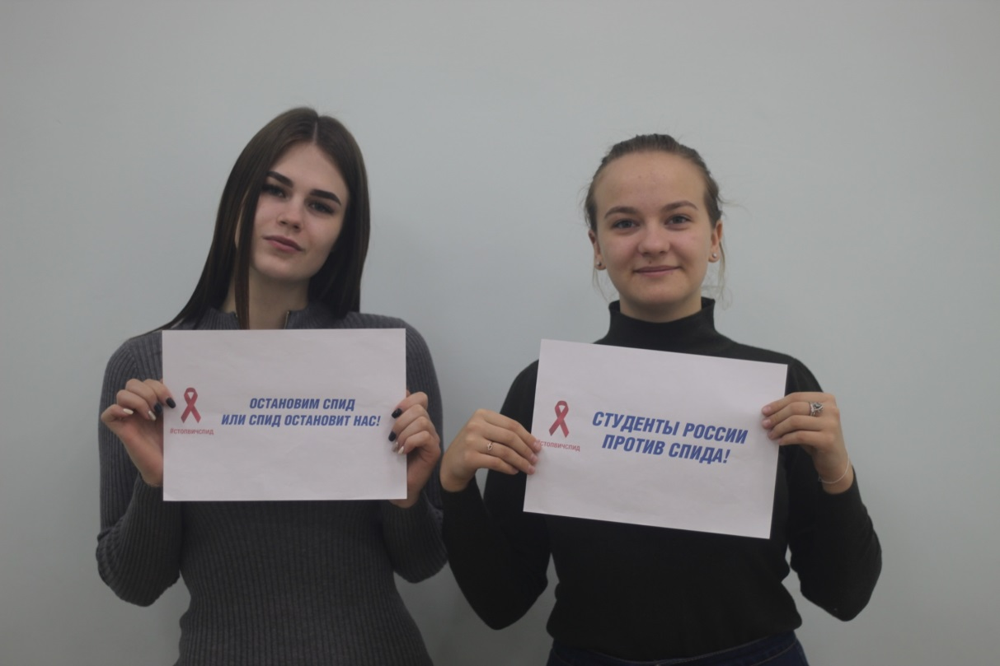 ОСТАНОВИМ СПИД
ИЛИ СПИД ОСТАНОВИТ НАС!
#СТОПВИЧСПИД
СТУДЕНТЫ РОССИИ
ПРОТИВ СПИДА!
#СТОПВИЧСПИД